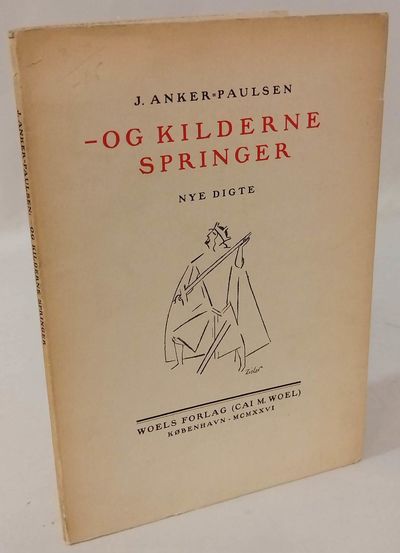 J. ANKER=PAULSEN
–OG KILDERNE
SPRINGER
NYE DIGTE
WOELS FORLAG (CAI M. WOEL)
KØBENHAVN - MCMXXVI
J. ANKER=PAULSEN: –OG KILDERNE SPRINGER